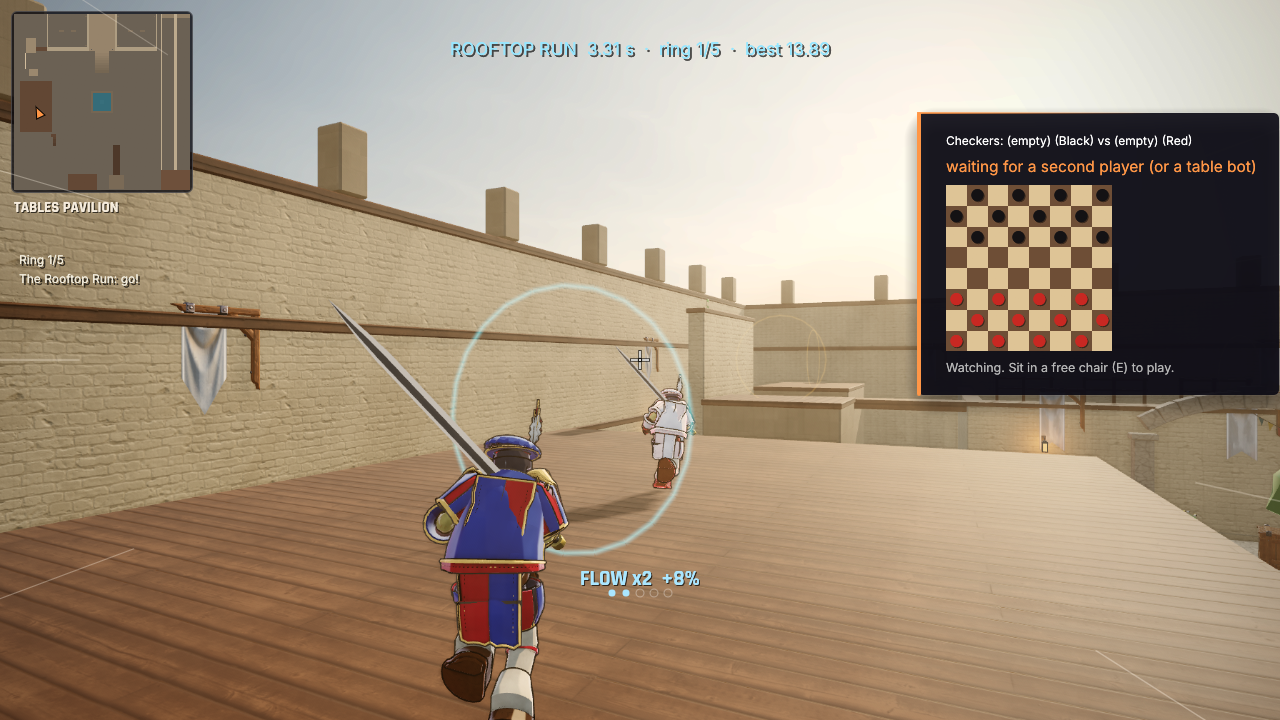 ROOFTOP RUN 3.31 s · ring 1/5 · best 13.89
TABLES PAVILION
Ring 1/5
The Rooftop Run: go!
Checkers: (empty) (Black) vs (empty) (Red)
waiting for a second player (or a table bot)
Watching. Sit in a free chair (E) to play.
FLOW x2 +8%